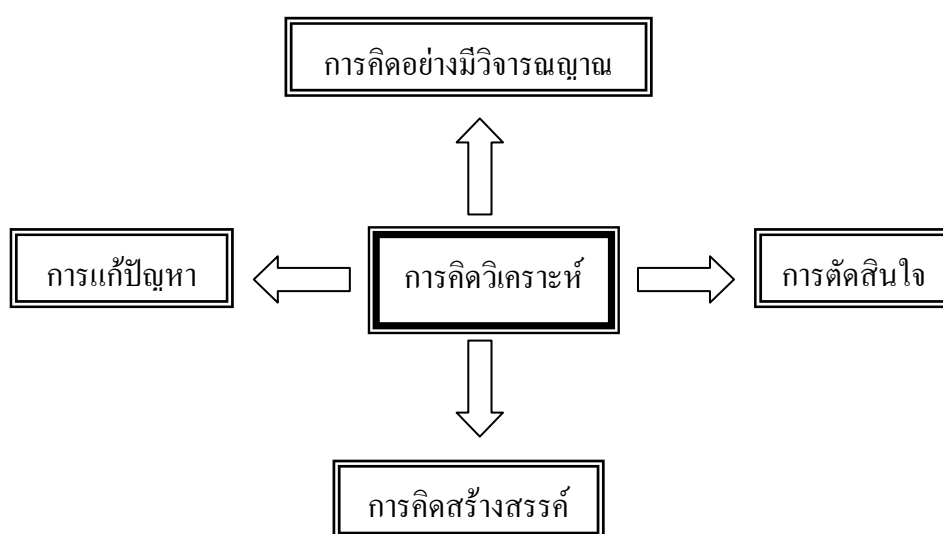 การคิดอย่างมีวิจารณญาณ
การแก้ปัญหา
การคิดวิเคราะห์
การตัดสินใจ
การคิดสร้างสรรค์